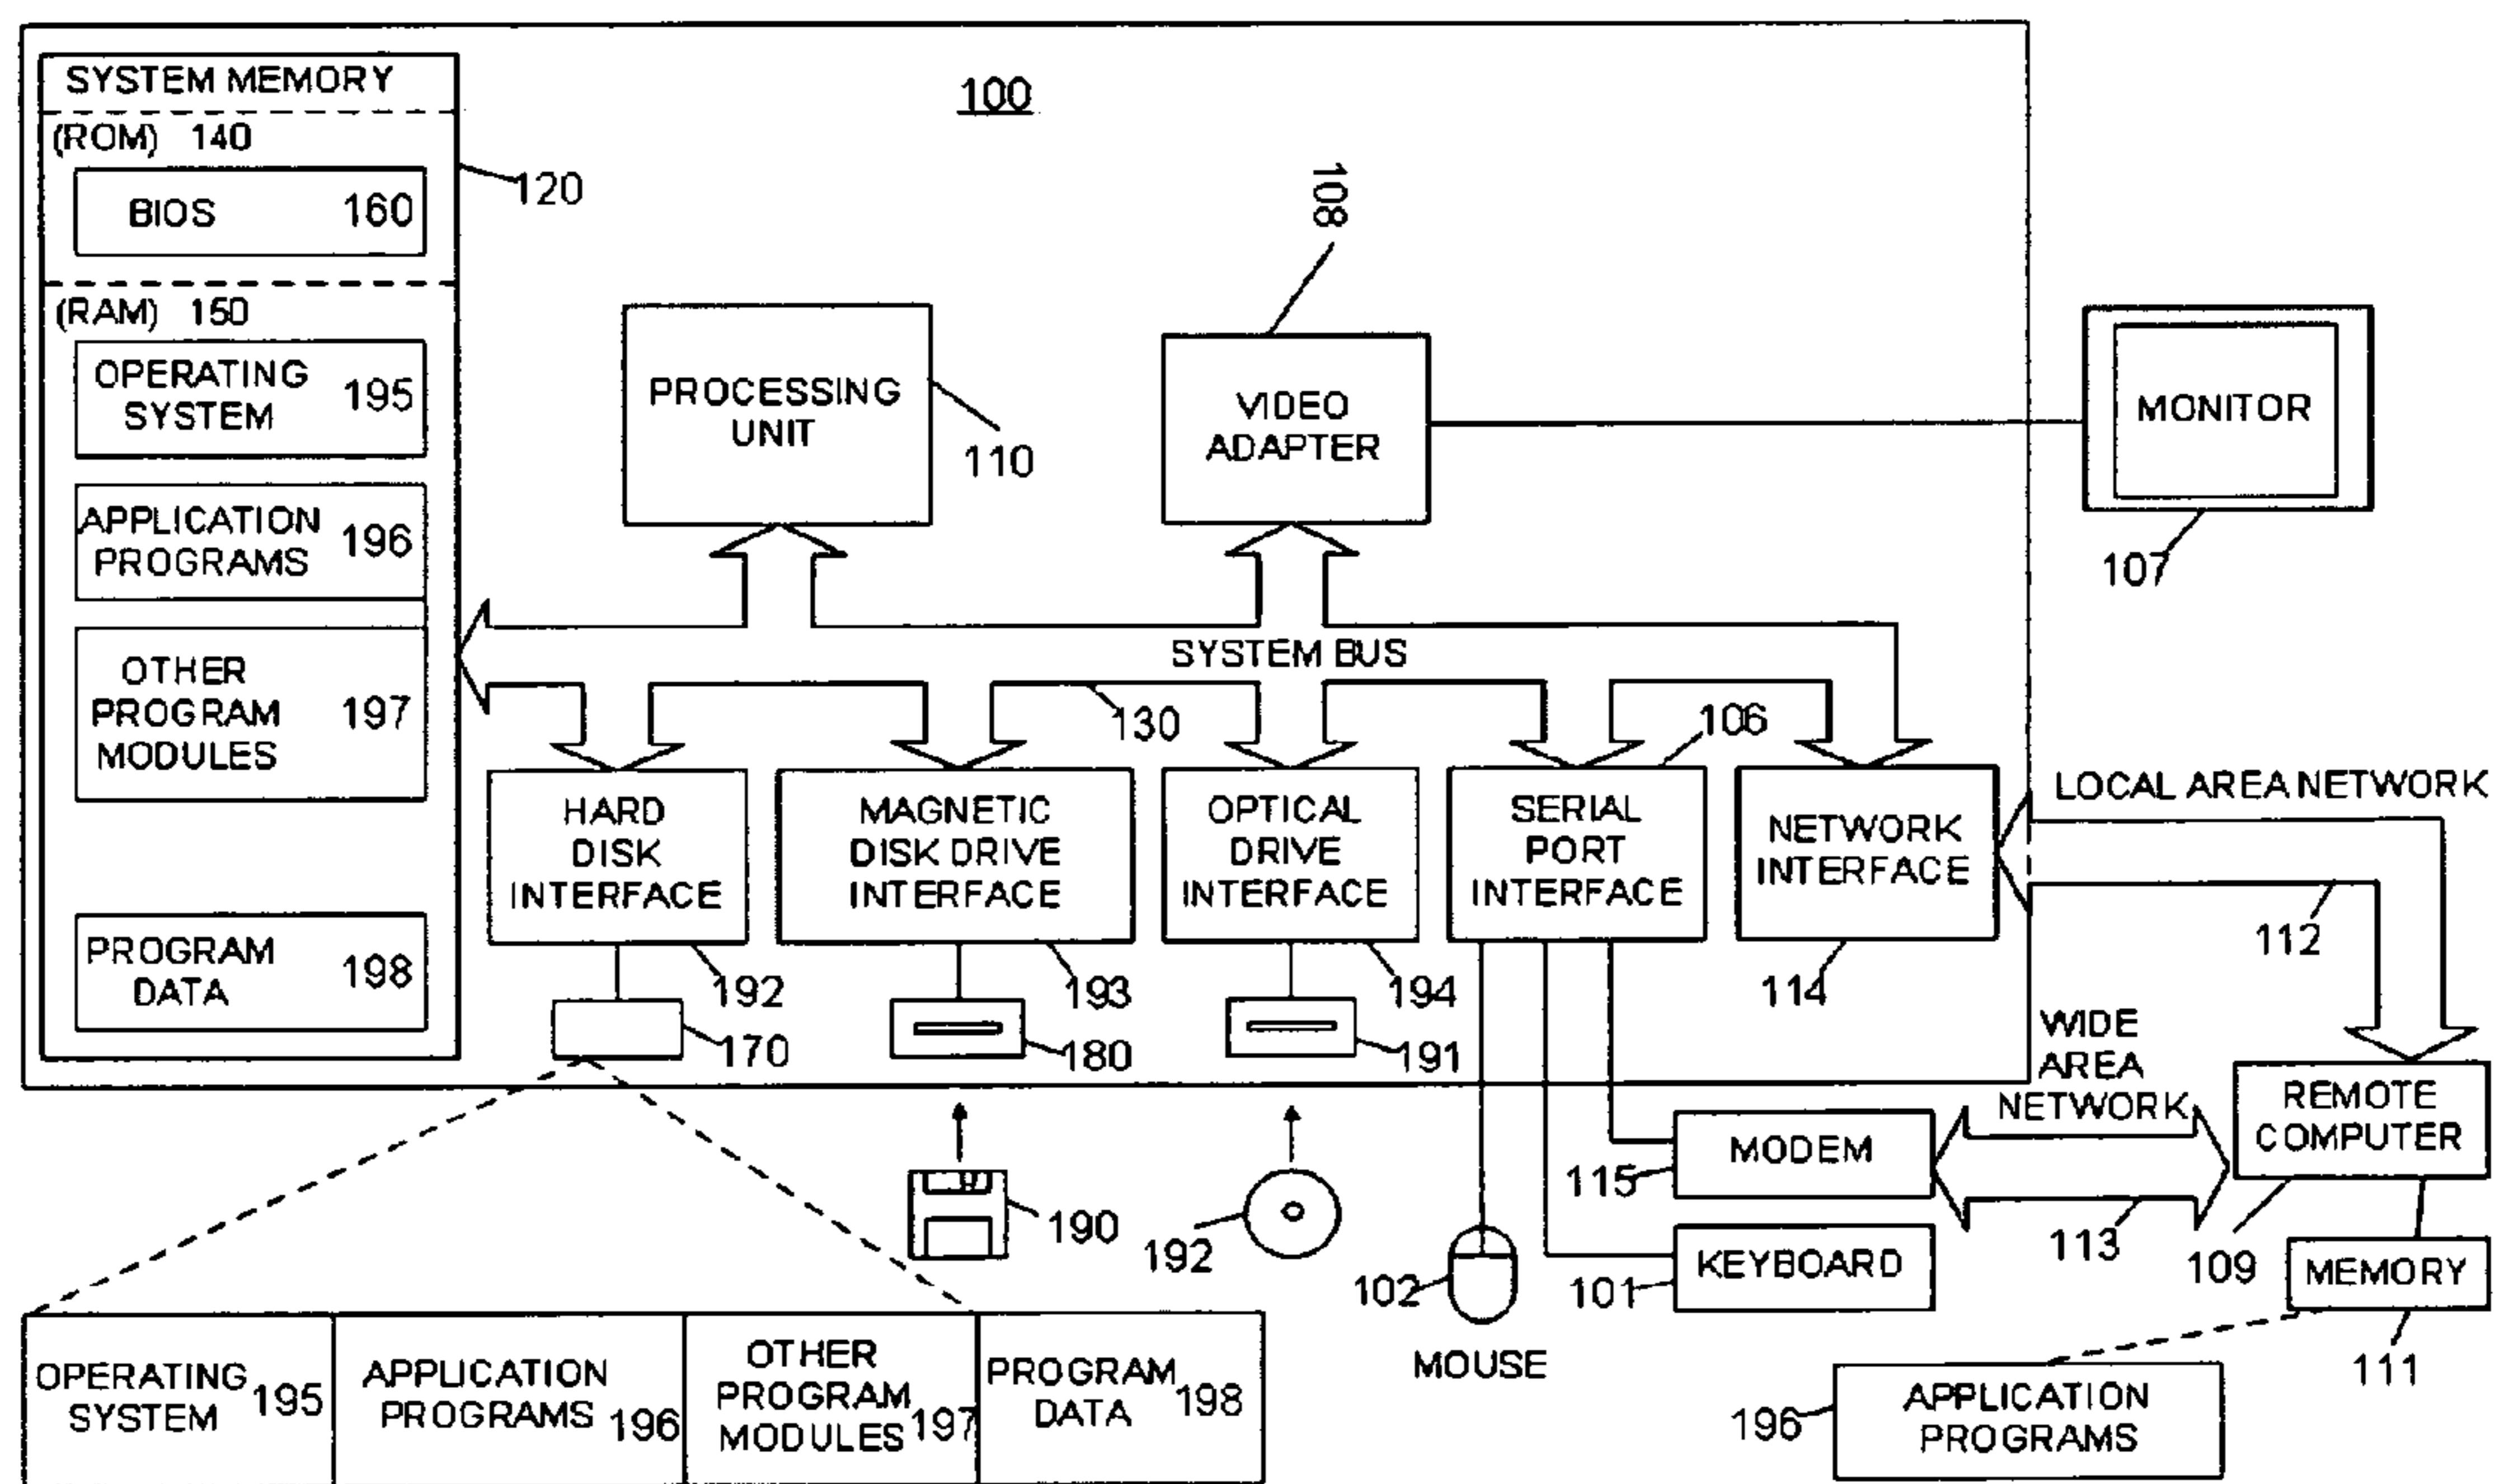 100
SYSTEM MEMORY
(ROM) 140
BIOS 160
120
(RAM) 150
OPERATING
SYSTEM
195
APPLICATION
PROGRAMS
196
OTHER
PROGRAM
MODULES
197
PROGRAM
DATA
198
PROCESSING
UNIT
110
108
VIDEO
ADAPTER
MONITOR
107
SYSTEM BUS
130
106
HARD
DISK
INTERFACE
192
MAGNETIC
DISK DRIVE
INTERFACE
193
OPTICAL
DRIVE
INTERFACE
194
SERIAL
PORT
INTERFACE
NETWORK
INTERFACE
114
LOCAL AREA NETWORK
112
170
180
191
WIDE
AREA
NETWORK
REMOTE
COMPUTER
MODEM
115
113
109
190
192
102
MOUSE
KEYBOARD
101
MEMORY
111
OPERATING
SYSTEM
195
APPLICATION
PROGRAMS
196
OTHER
PROGRAM
MODULES
197
PROGRAM
DATA
198
196
APPLICATION
PROGRAMS